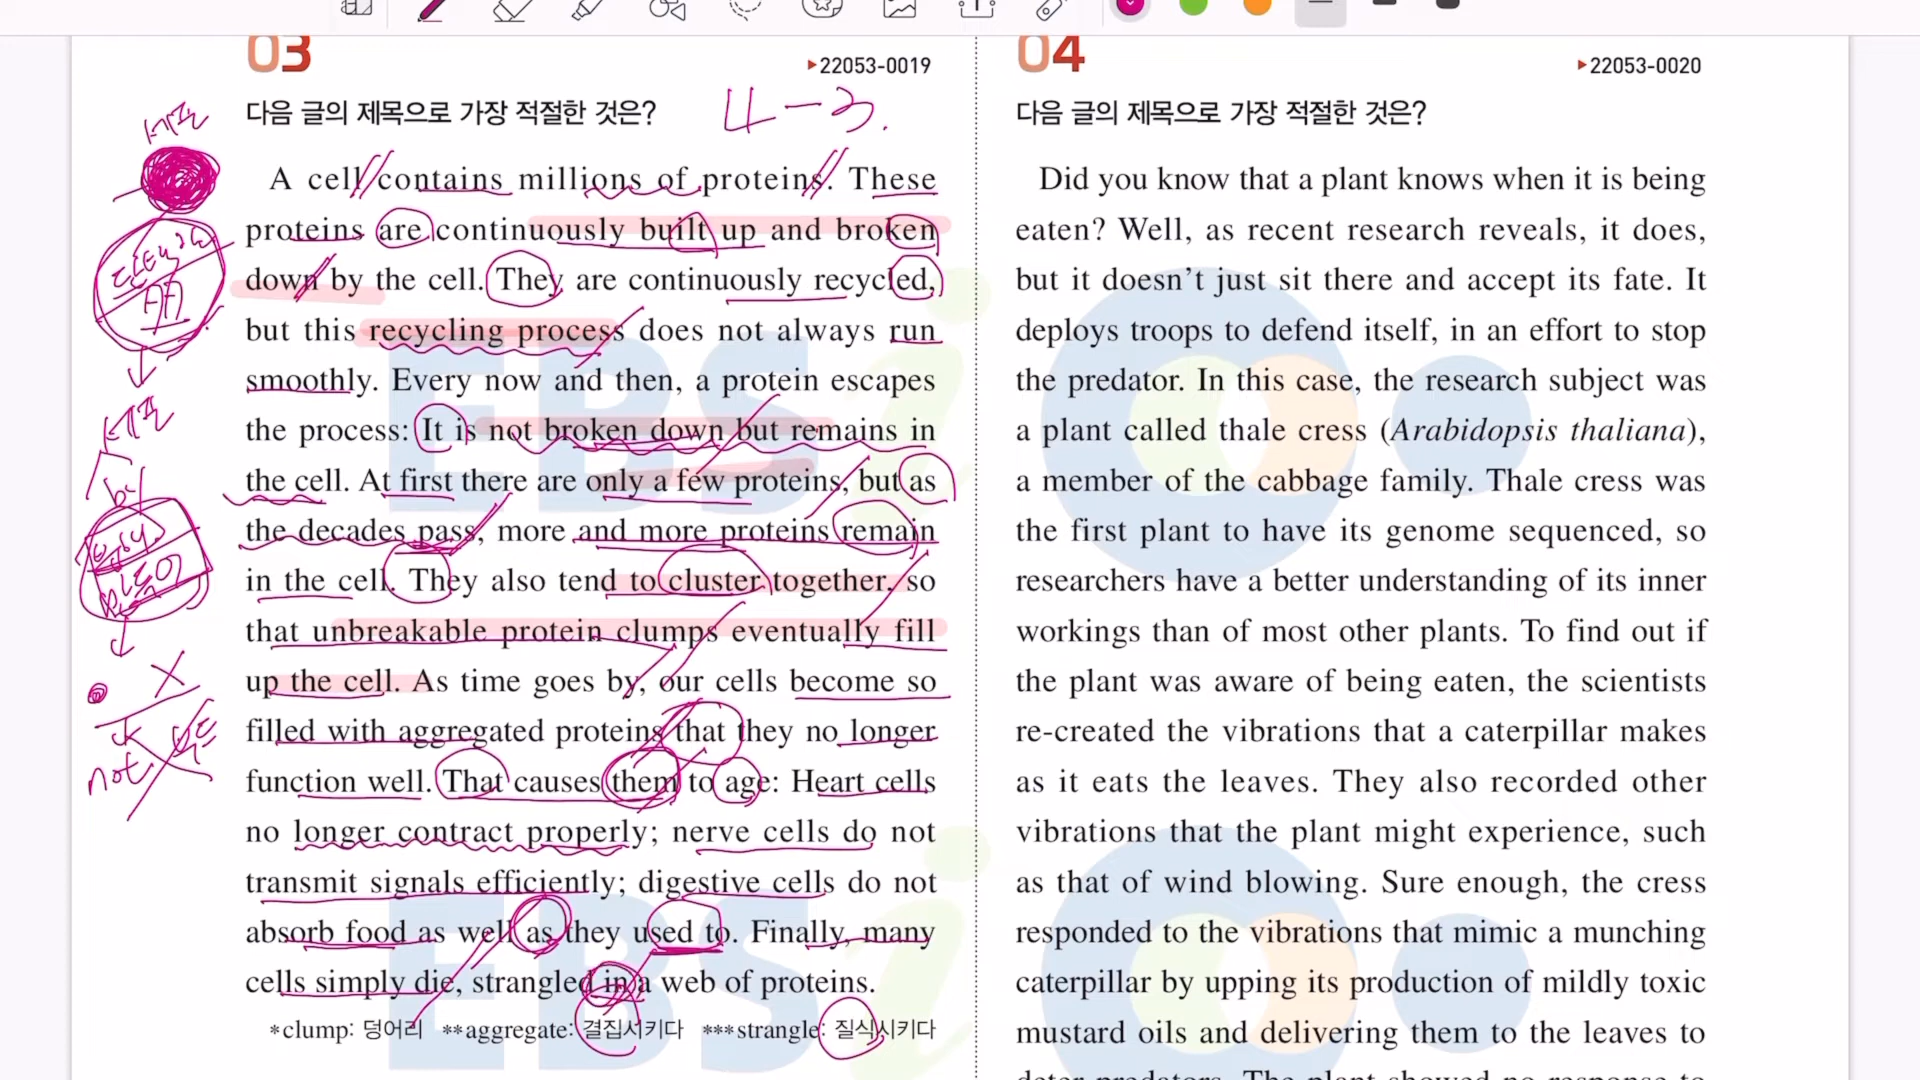 03
▶22053-0019
다음 글의 제목으로 가장 적절한 것은?
4-3.
A cell contains millions of proteins. These
proteins are continuously built up and broken
down by the cell. They are continuously recycled,
but this recycling process does not always run
smoothly. Every now and then, a protein escapes
the process: It is not broken down but remains in
the cell. At first there are only a few proteins, but as
the decades pass, more and more proteins remain
in the cell. They also tend to cluster together, so
that unbreakable protein clumps eventually fill
up the cell. As time goes by, our cells become so
filled with aggregated proteins that they no longer
function well. That causes them to age: Heart cells
no longer contract properly; nerve cells do not
transmit signals efficiently; digestive cells do not
absorb food as well as they used to. Finally, many
cells simply die, strangled in a web of proteins.
*clump: 덩어리 **aggregate: 결집시키다 ***strangle: 질식시키다
세포
단백질
세포
not
04
▶22053-0020
다음 글의 제목으로 가장 적절한 것은?
Did you know that a plant knows when it is being
eaten? Well, as recent research reveals, it does,
but it doesn't just sit there and accept its fate. It
deploys troops to defend itself, in an effort to stop
the predator. In this case, the research subject was
a plant called thale cress (Arabidopsis thaliana),
a member of the cabbage family. Thale cress was
the first plant to have its genome sequenced, so
researchers have a better understanding of its inner
workings than of most other plants. To find out if
the plant was aware of being eaten, the scientists
re-created the vibrations that a caterpillar makes
as it eats the leaves. They also recorded other
vibrations that the plant might experience, such
as that of wind blowing. Sure enough, the cress
responded to the vibrations that mimic a munching
caterpillar by upping its production of mildly toxic
mustard oils and delivering them to the leaves to
deter predators. The plant showed no response to
EBSi